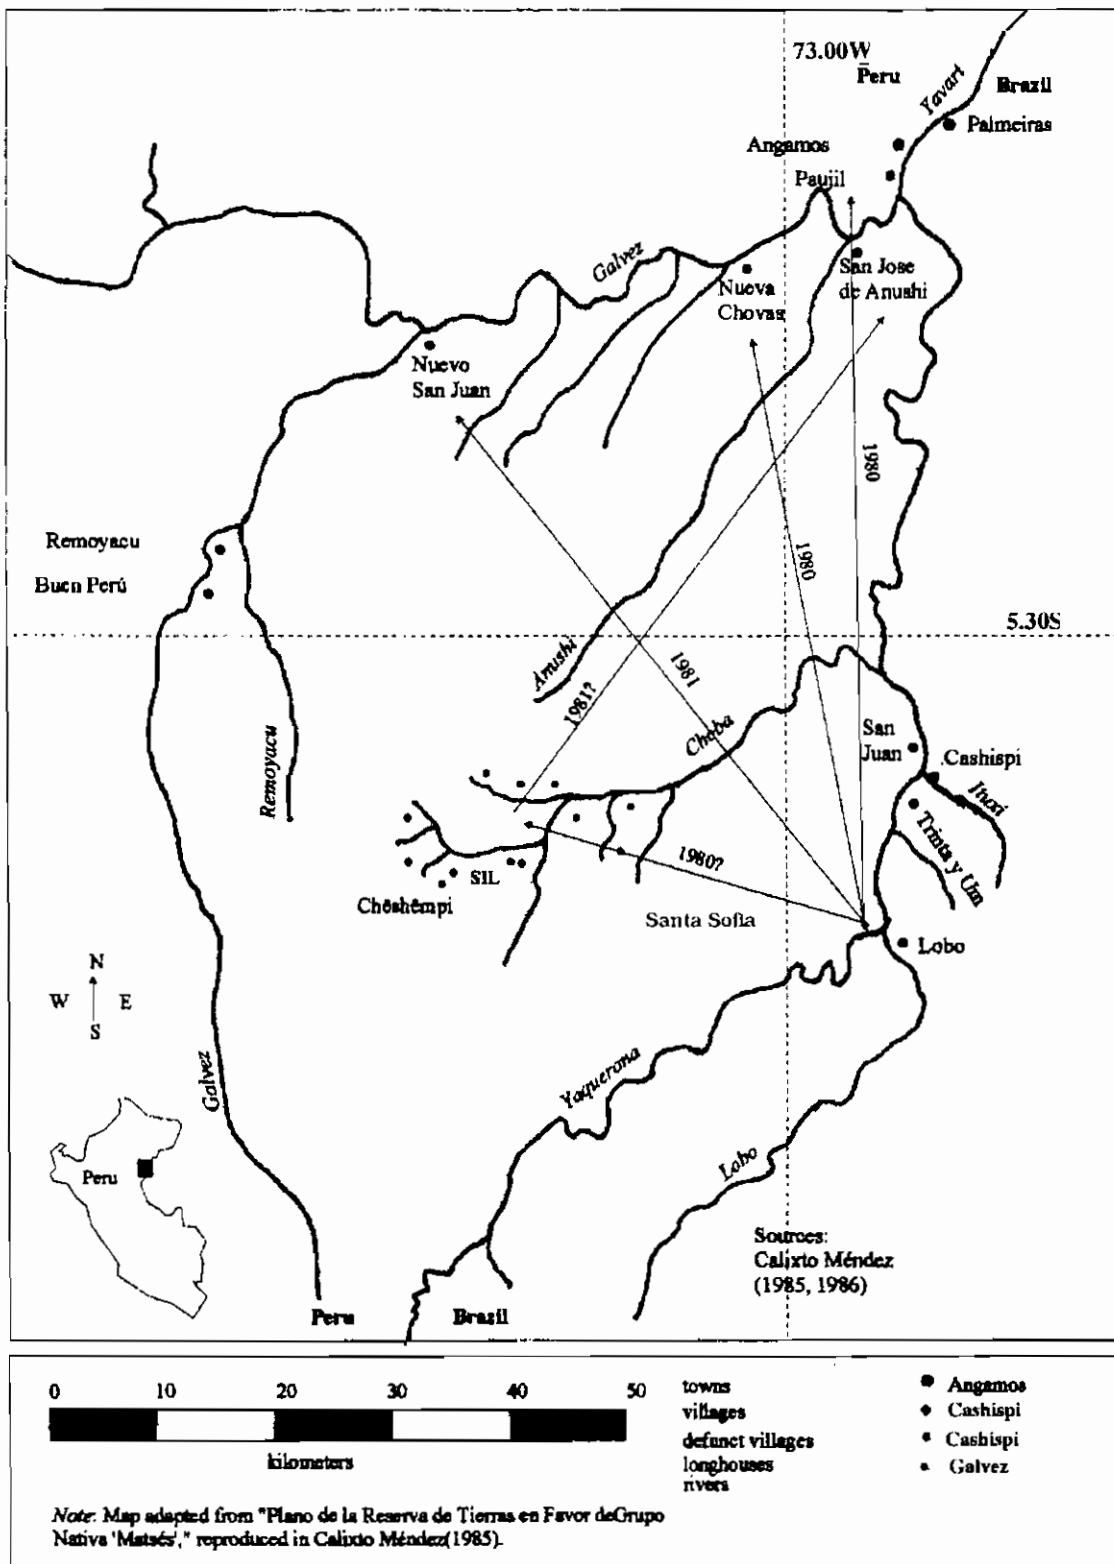 73.00W
Peru
Yavari
Brazil
Palmeiras
Angamos
Paujil
Galvez
San Jose
de Anushi
Nueva
Chovas
Nuevo
San Juan
1980
1980
Remoyacu
Buen Perú
5.30S
Anushi
1981
1981?
Choba
Remoyacu
San
Juan
Cashispi
Trinta y Um
1980?
SIL
Chëshëmpi
Santa Sofia
Lobo
N
W E
S
Galvez
Yaquerana
Lobo
Peru
Sources:
Calixto Méndez
(1985, 1986)
Peru
Brazil
0 10 20 30 40 50
kilometers
towns
villages
defunct villages
longhouses
rivers
Angamos
Cashispi
Cashispi
Galvez
Note: Map adapted from "Plano de la Reserva de Tierras en Favor deGrupo
Nativa 'Matsés'," reproduced in Calixto Méndez(1985).